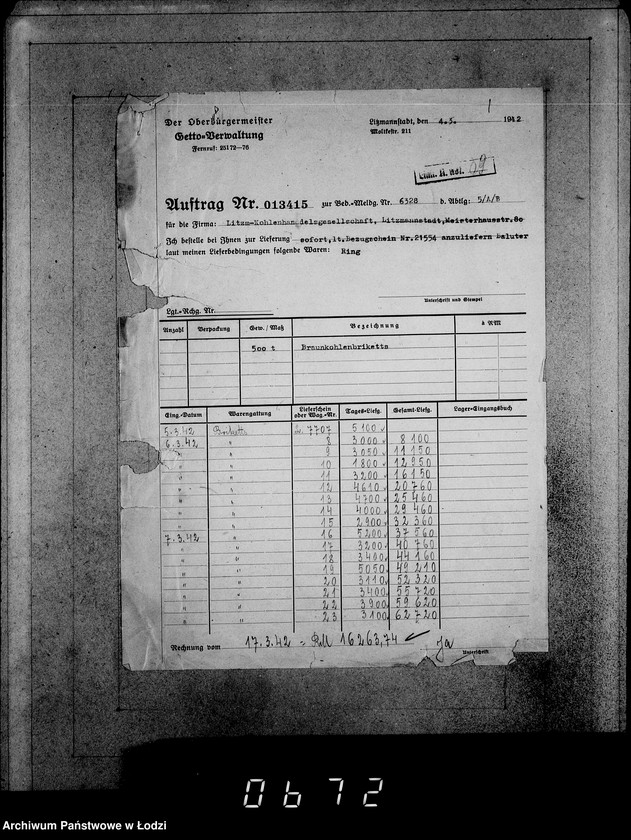 Der Oberbürgermeister
Getto-Verwaltung
Fernruf: 25172—76
Litzmannstadt, den 4.3. 1942
Moltkestr. 211
Auftrag Nr. 013415 zur Bed.-Meldg. Nr. 6328 d. Abtlg: 5/L/B
für die Firma: Litzm-Kohlenhandelsgesellschaft, Litzmannstadt,Meisterhausstr.80
Ich bestelle bei Ihnen zur Lieferung sofort,lt.Bezugschein Nr.21554 anzuliefern Baluter
laut meinen Lieferbedingungen folgende Waren: Ring
Unterschrift und Stempel
Lgt.-Rchg. Nr.
Anzahl Verpackung Gew. / Maß Bezeichnung à RM
500 t Braunkohlenbriketts
Eing.-Datum Warengattung Lieferschein oder Wag.-Nr. Tages-Liefg. Gesamt-Liefg. Lager-Eingangsbuch
5.3.42 Briketts 7707 5100
6.3.42 " 8 3000 8100
" " 9 3050 11150
" " 10 1800 12950
" " 11 3200 16150
" " 12 4610 20760
" " 13 4700 25460
" " 14 4000 29460
" " 15 2900 32360
7.3.42 " 16 5200 37560
" " 17 3200 40760
" " 18 3400 44160
" " 19 5050 49210
" " 20 3110 52320
" " 21 3400 55720
" " 22 3900 59620
" " 23 3100 62720
Rechnung vom 17.3.42 = RM 16263,74
Unterschrift
0672
Archiwum Państwowe w Łodzi